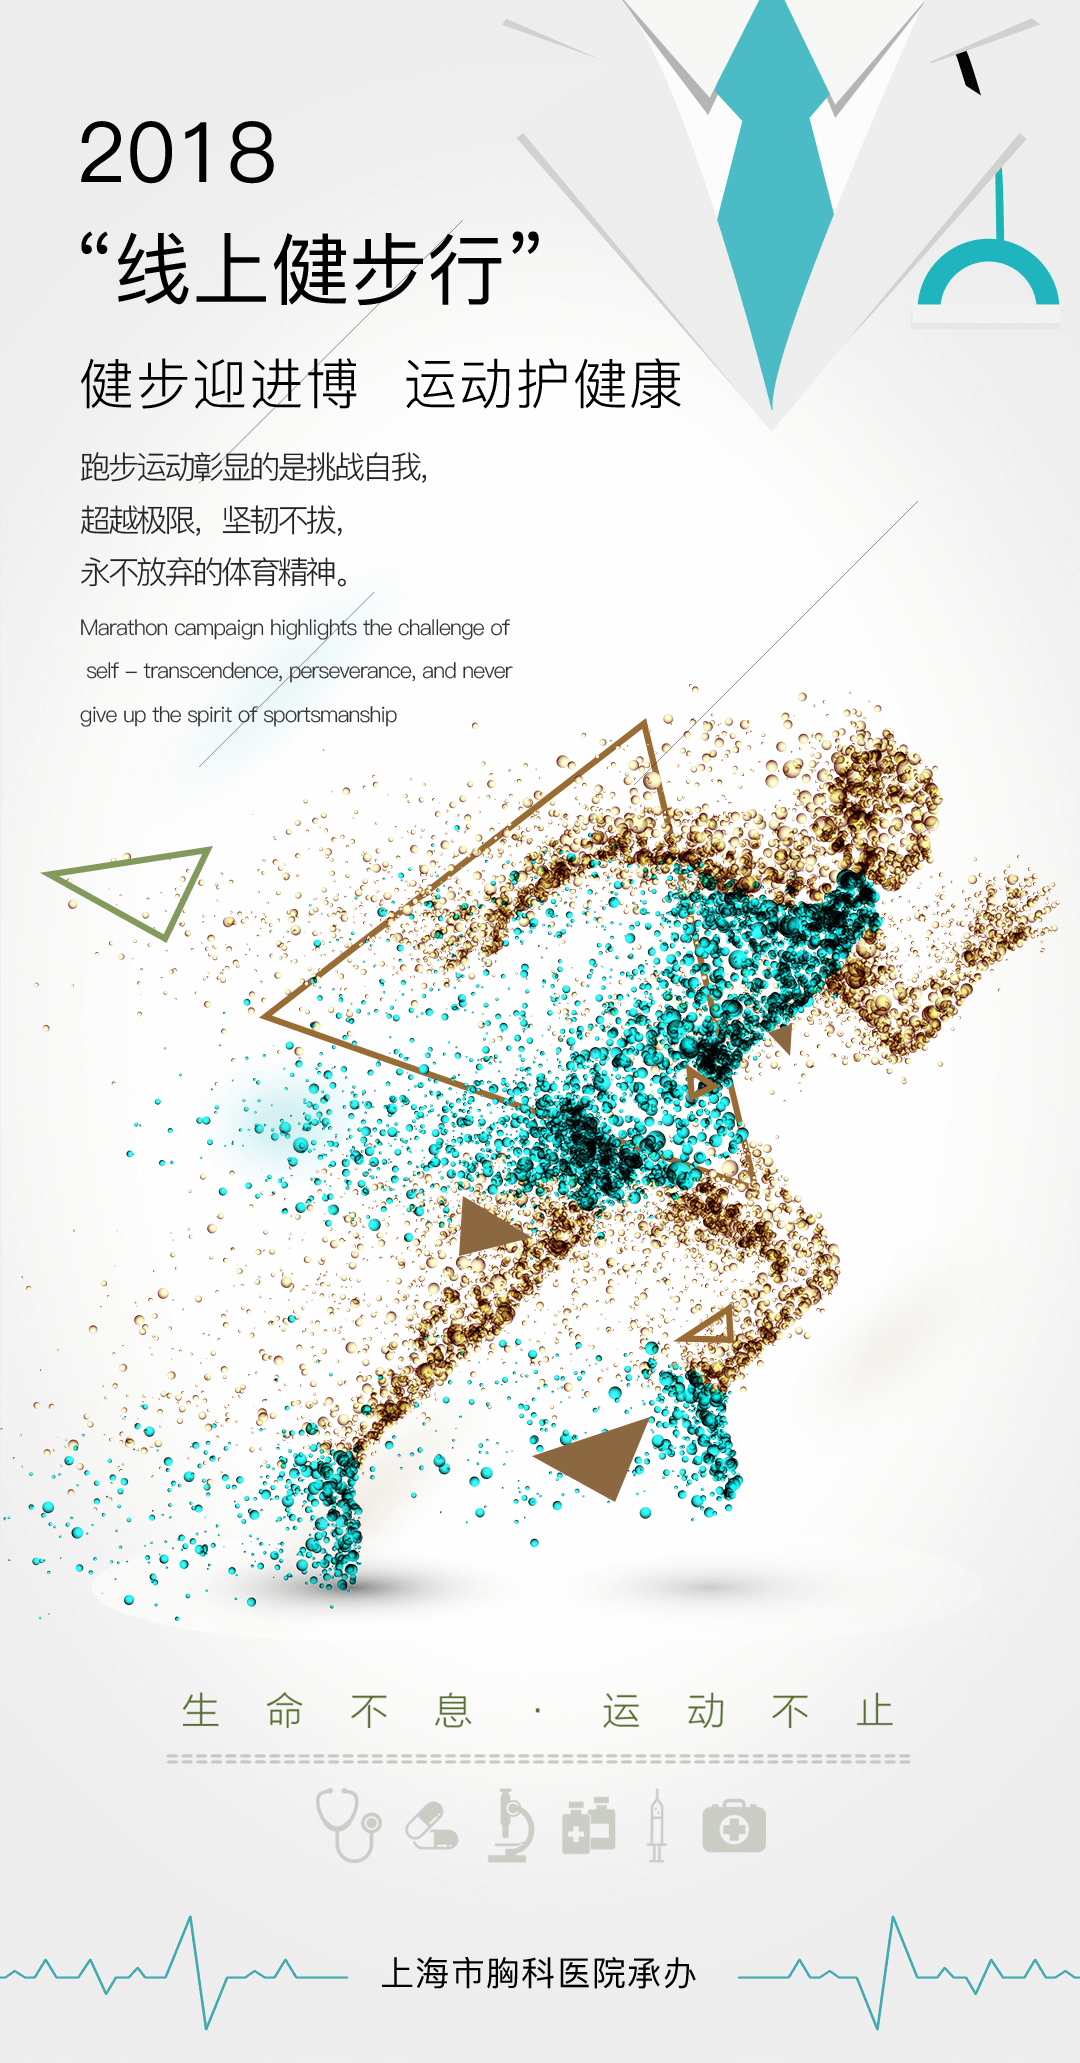 2018
“线上健步行”
健步迎进博 运动护健康
跑步运动彰显的是挑战自我，
超越极限，坚韧不拔，
永不放弃的体育精神。
Marathon campaign highlights the challenge of
self – transcendence, perseverance, and never
give up the spirit of sportsmanship
生命不息·运动不止
上海市胸科医院承办